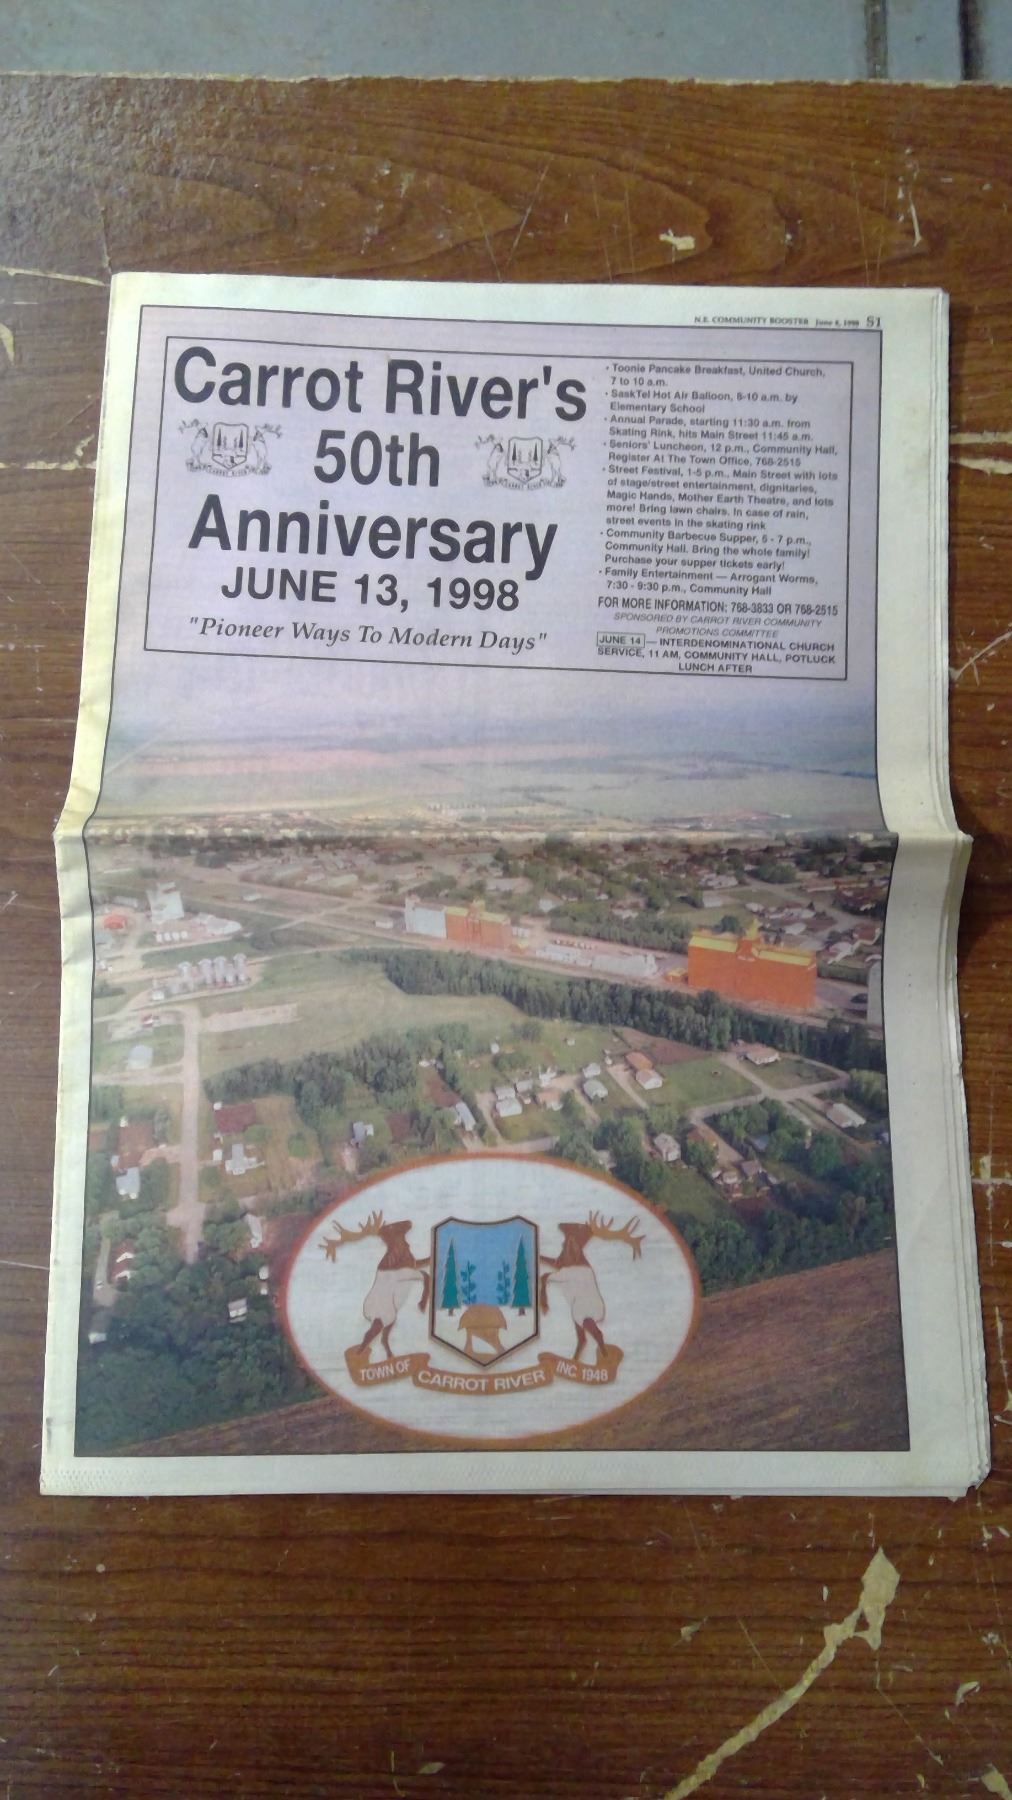 N.E. COMMUNITY BOOSTER June 8, 1998 S1
Carrot River's
50th
Anniversary
JUNE 13, 1998
"Pioneer Ways To Modern Days"
· Toonie Pancake Breakfast, United Church,
7 to 10 a.m.
· SaskTel Hot Air Balloon, 8-10 a.m. by
Elementary School
· Annual Parade, starting 11:30 a.m. from
Skating Rink, hits Main Street 11:45 a.m.
· Seniors' Luncheon, 12 p.m., Community Hall,
Register At The Town Office, 768-2515
· Street Festival, 1-5 p.m., Main Street with lots
of stage/street entertainment, dignitaries,
Magic Hands, Mother Earth Theatre, and lots
more! Bring lawn chairs. In case of rain,
street events in the skating rink
· Community Barbecue Supper, 5 - 7 p.m.,
Community Hall. Bring the whole family!
Purchase your supper tickets early!
· Family Entertainment — Arrogant Worms,
7:30 - 9:30 p.m., Community Hall
FOR MORE INFORMATION: 768-3833 OR 768-2515
SPONSORED BY CARROT RIVER COMMUNITY
PROMOTIONS COMMITTEE
JUNE 14 — INTERDENOMINATIONAL CHURCH
SERVICE, 11 AM, COMMUNITY HALL, POTLUCK
LUNCH AFTER
TOWN OF CARROT RIVER INC 1948